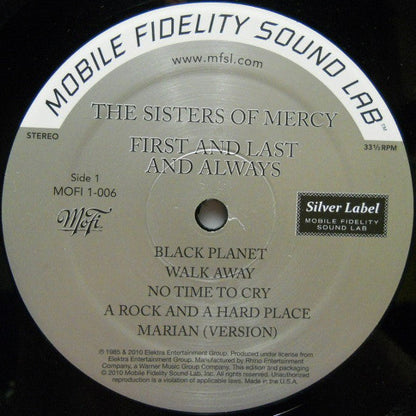 MOBILE FIDELITY SOUND LAB™
www.mfsl.com
THE SISTERS OF MERCY
STEREO
33⅓ RPM
FIRST AND LAST
AND ALWAYS
Side 1
MOFI 1-006
MoFi
Silver Label
MOBILE FIDELITY
SOUND LAB
BLACK PLANET
WALK AWAY
NO TIME TO CRY
A ROCK AND A HARD PLACE
MARIAN (VERSION)
℗ 1985 & 2010 Elektra Entertainment Group. Produced under license from
Elektra Entertainment Group. Manufactured by Rhino Entertainment
Company, a Warner Music Group Company. This edition and packaging
© 2010 Mobile Fidelity Sound Lab, Inc. All rights reserved. Unauthorized
reproduction is a violation of applicable laws. Made in the U.S.A.